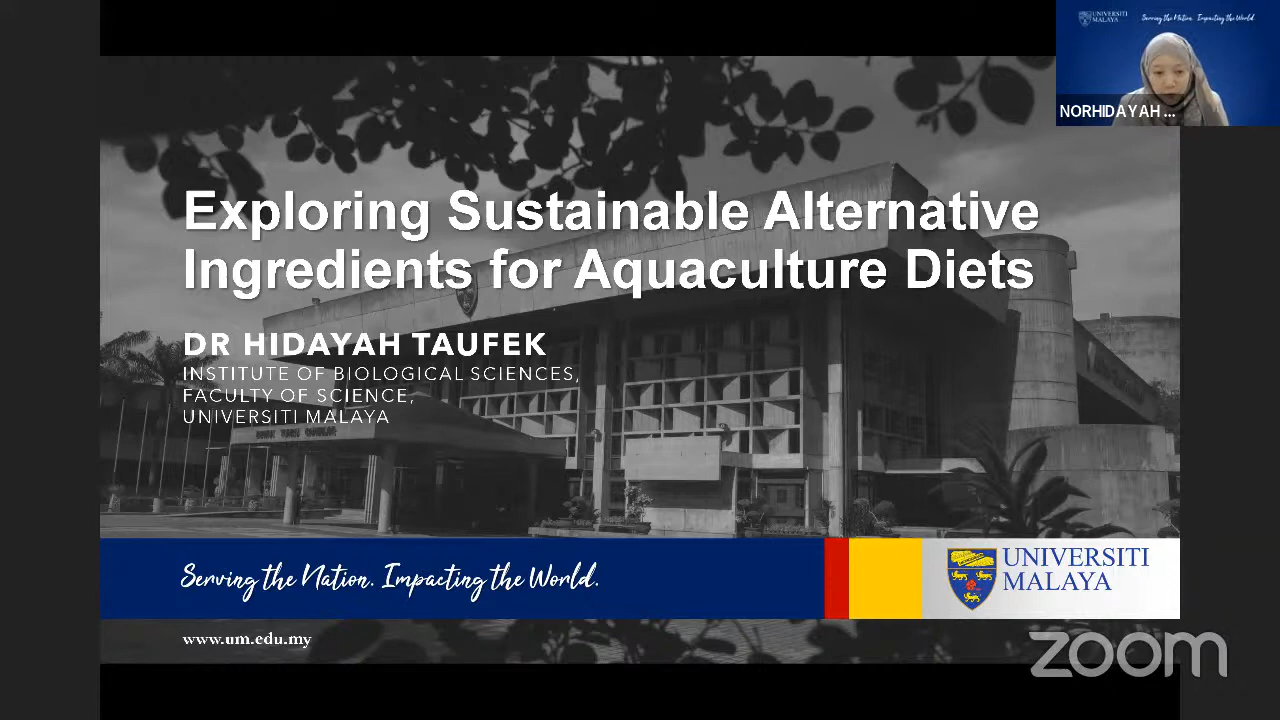 UNIVERSITI
MALAYA
Serving the Nation. Impacting the World.
NORHIDAYAH ...
Exploring Sustainable Alternative
Ingredients for Aquaculture Diets
DR HIDAYAH TAUFEK
INSTITUTE OF BIOLOGICAL SCIENCES,
FACULTY OF SCIENCE,
UNIVERSITI MALAYA
Serving the Nation. Impacting the World.
UNIVERSITI
MALAYA
www.um.edu.my
zoom